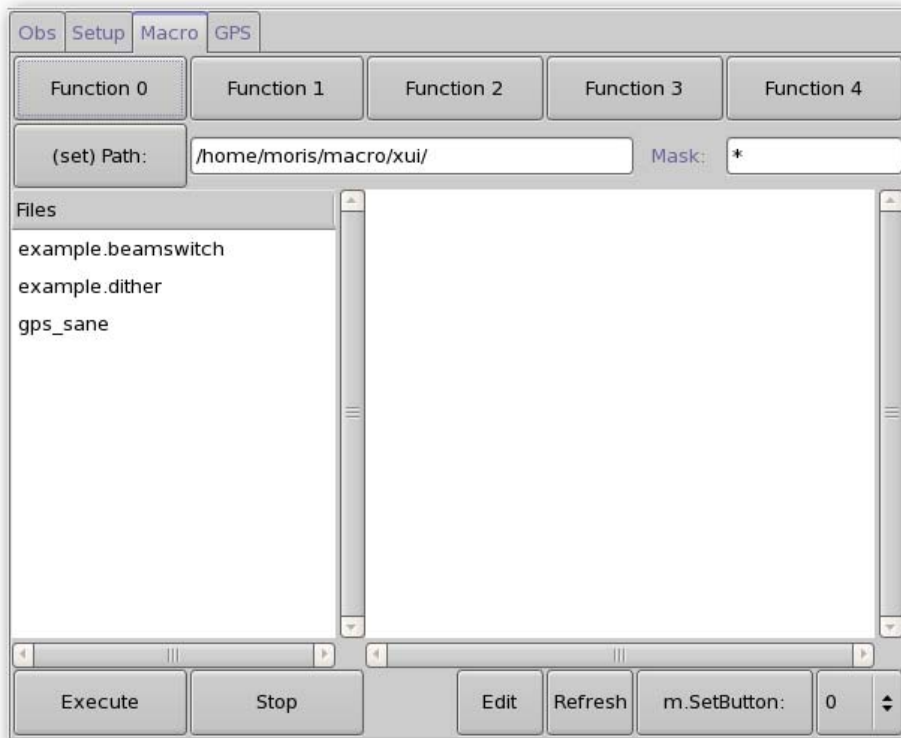 Obs Setup Macro GPS
Function 0 Function 1 Function 2 Function 3 Function 4
(set) Path: /home/moris/macro/xui/ Mask: *
Files
example.beamswitch
example.dither
gps_sane
Execute Stop Edit Refresh m.SetButton: 0